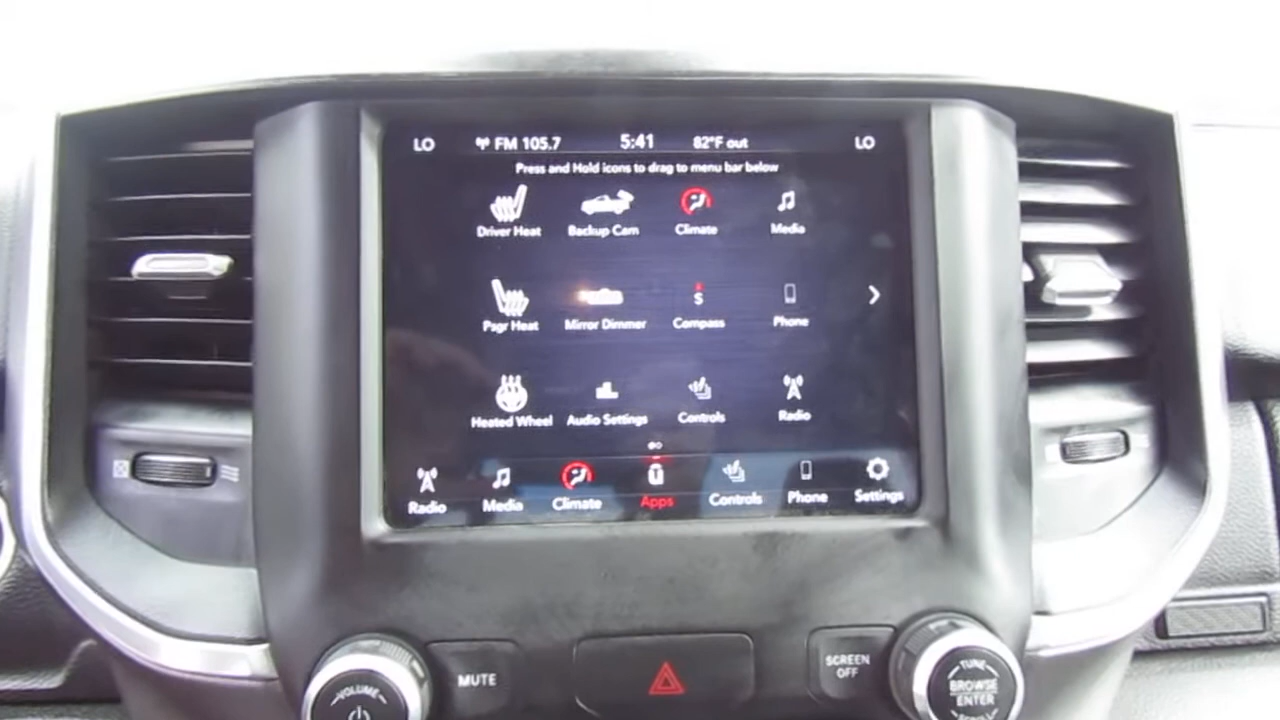 LO FM 105.7 5:41 82°F out LO
Press and Hold icons to drag to menu bar below
Driver Heat Backup Cam Climate Media
Psgr Heat Mirror Dimmer Compass Phone
S
Heated Wheel Audio Settings Controls Radio
Radio Media Climate Apps Controls Phone Settings
VOLUME
MUTE
SCREEN
OFF
TUNE
BROWSE
ENTER
SCROLL